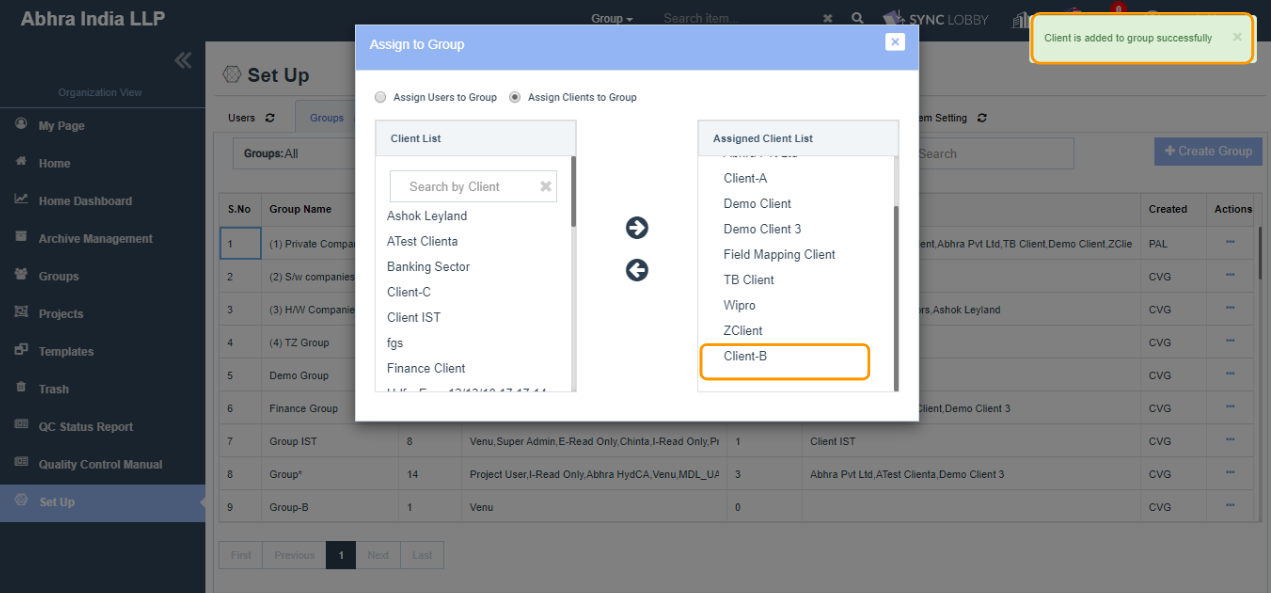 Abhra India LLP
Group
Search item...
SYNC LOBBY
Client is added to group successfully
Organization View
My Page
Home
Home Dashboard
Archive Management
Groups
Projects
Templates
Trash
QC Status Report
Quality Control Manual
Set Up
Set Up
Users
Groups
em Setting
Groups:All
Search
+ Create Group
Assign to Group
Assign Users to Group
Assign Clients to Group
Client List
Search by Client
Ashok Leyland
ATest Clienta
Banking Sector
Client-C
Client IST
fgs
Finance Client
Assigned Client List
Client-A
Demo Client
Demo Client 3
Field Mapping Client
TB Client
Wipro
ZClient
Client-B
S.No Group Name Created Actions
1 (1) Private Compa ent,Abhra Pvt Ltd,TB Client,Demo Client,ZClie PAL
2 (2) S/w companies CVG
3 (3) H/W Companie rs,Ashok Leyland CVG
4 (4) TZ Group CVG
5 Demo Group CVG
6 Finance Group Client,Demo Client 3 CVG
7 Group IST 8 Venu,Super Admin,E-Read Only,Chinta,I-Read Only,Pr 1 Client IST CVG
8 Group* 14 Project User,I-Read Only,Abhra HydCA,Venu,MDL_UA 3 Abhra Pvt Ltd,ATest Clienta,Demo Client 3 CVG
9 Group-B 1 Venu 0 CVG
First Previous 1 Next Last